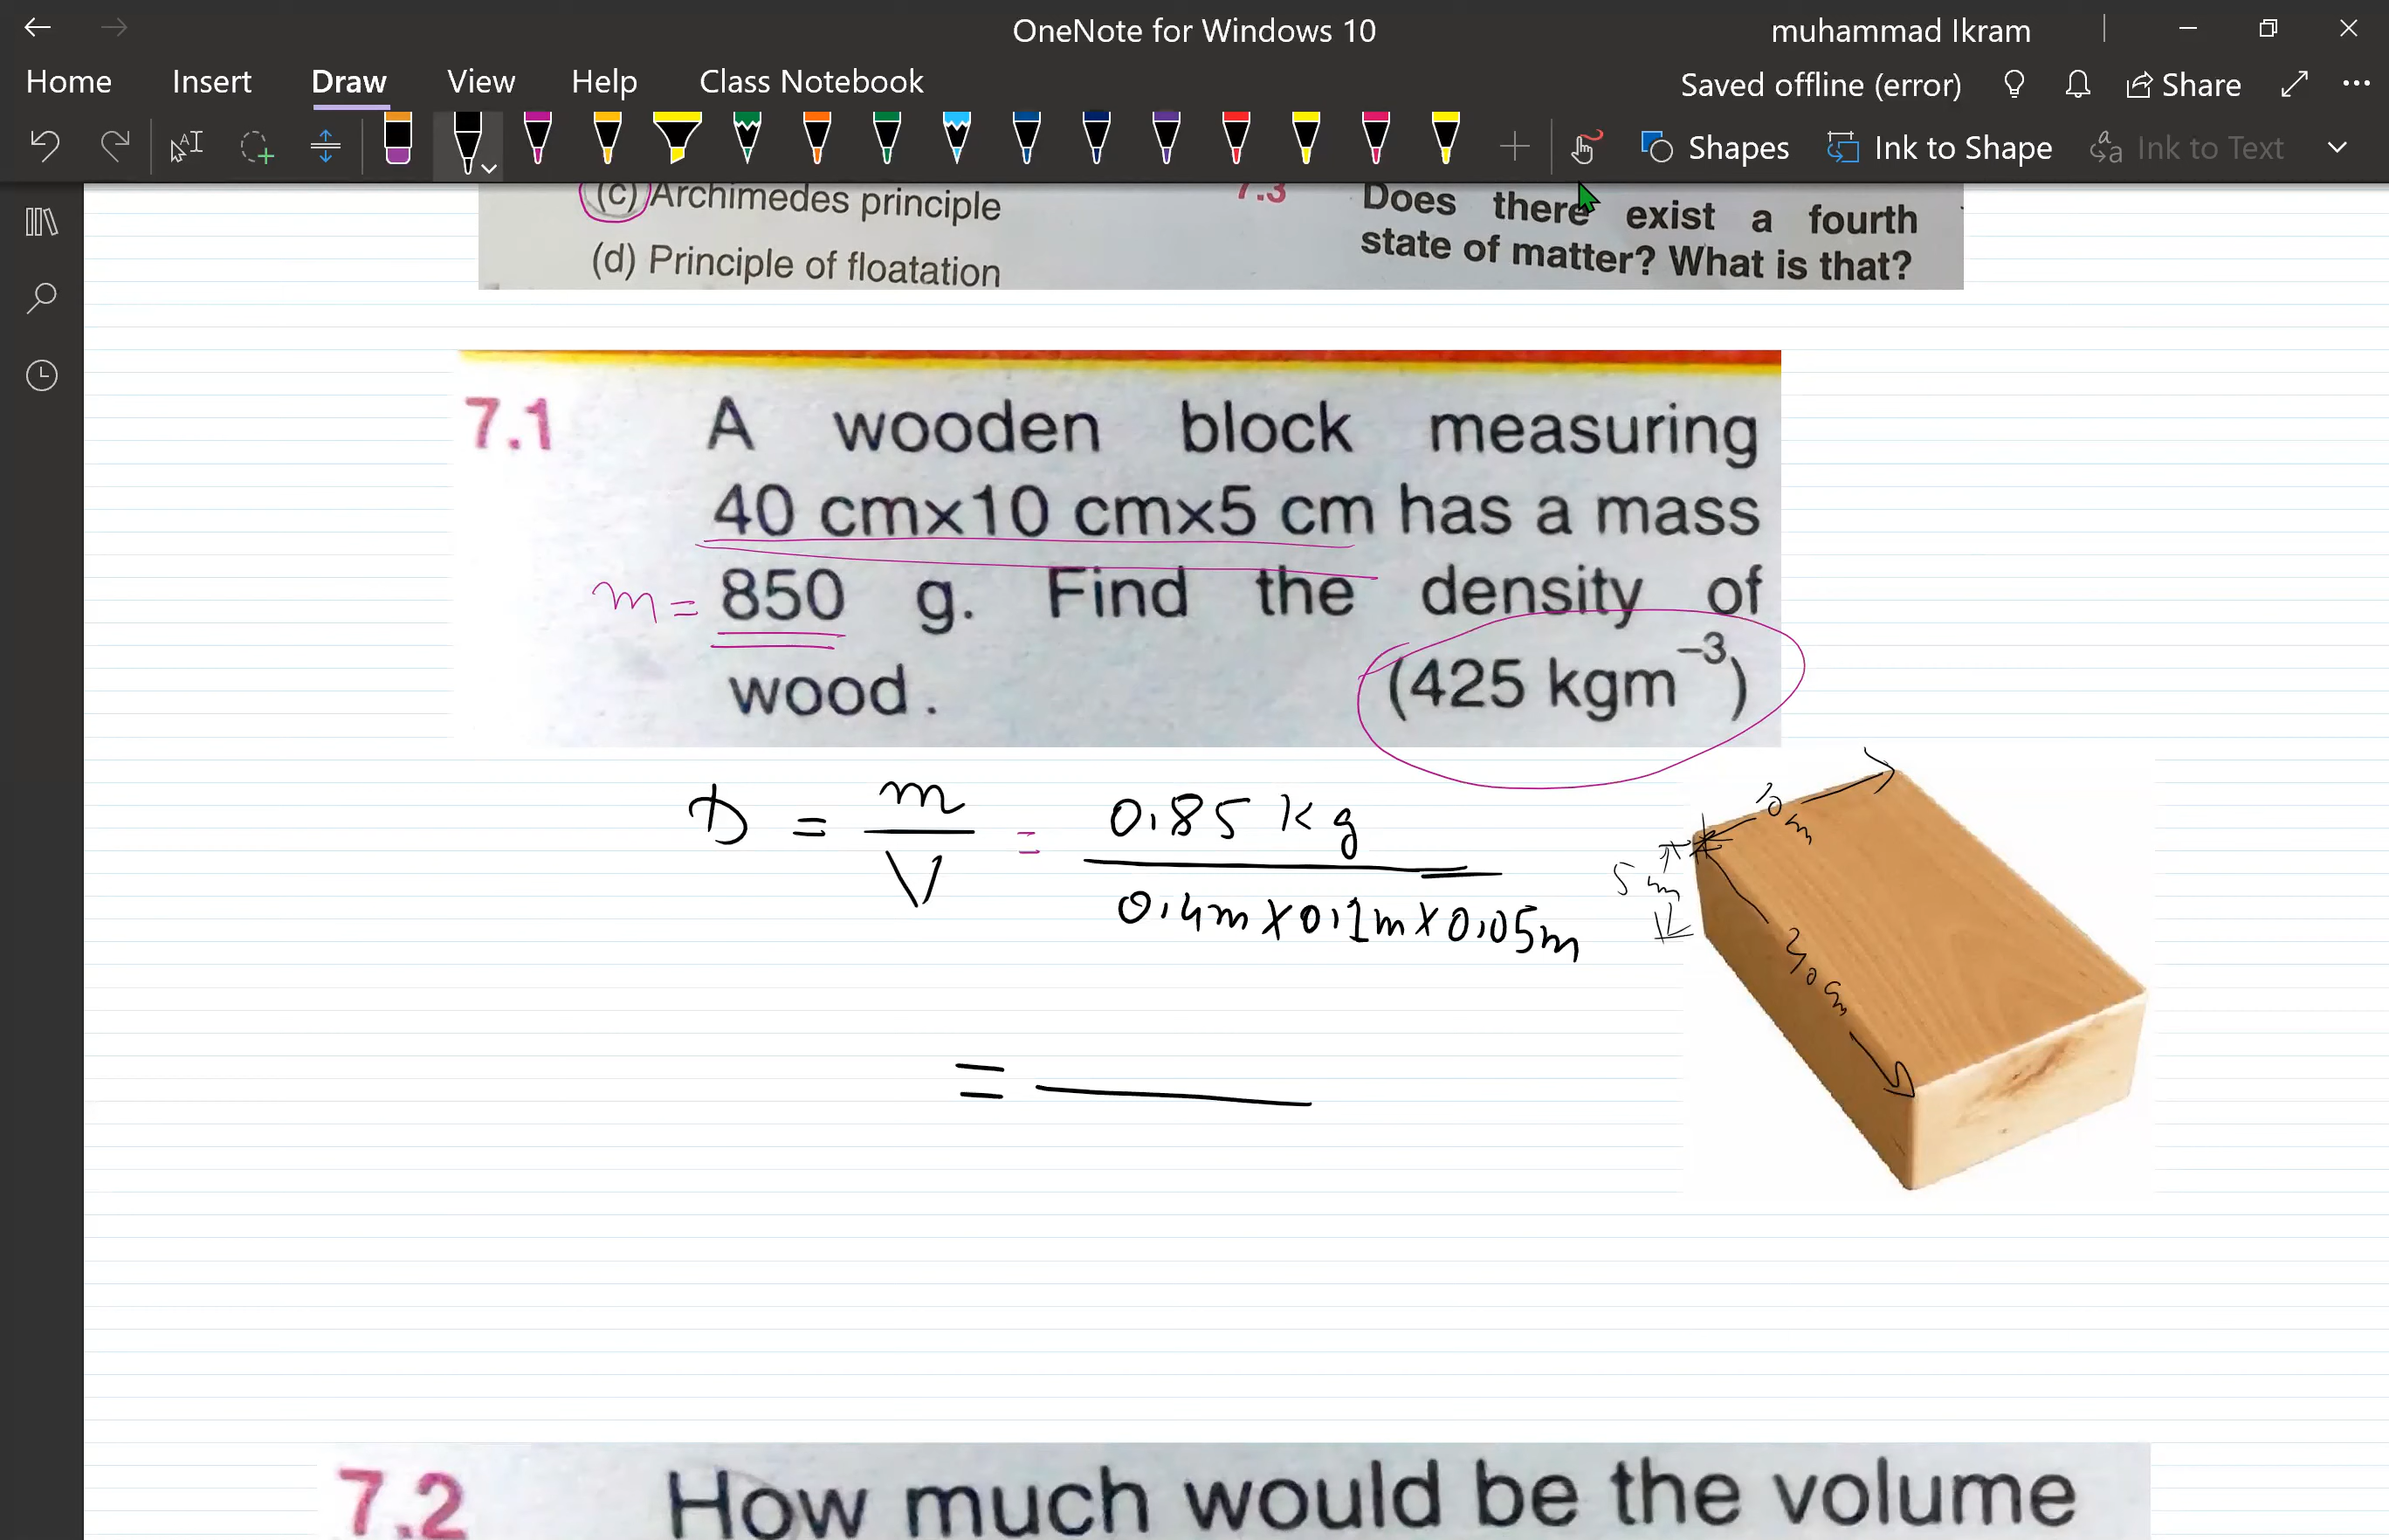 OneNote for Windows 10
muhammad Ikram
Home Insert Draw View Help Class Notebook
Saved offline (error) Share
Shapes Ink to Shape Ink to Text
(c) Archimedes principle
(d) Principle of floatation
7.3 Does there exist a fourth
state of matter? What is that?
7.1 A wooden block measuring
40 cm×10 cm×5 cm has a mass
m = 850 g. Find the density of
wood. (425 kgm⁻³)
D = m/V = 0.85 kg / 0.4m × 0.1m × 0.05m
=
5 cm
40 cm
7.2 How much would be the volume